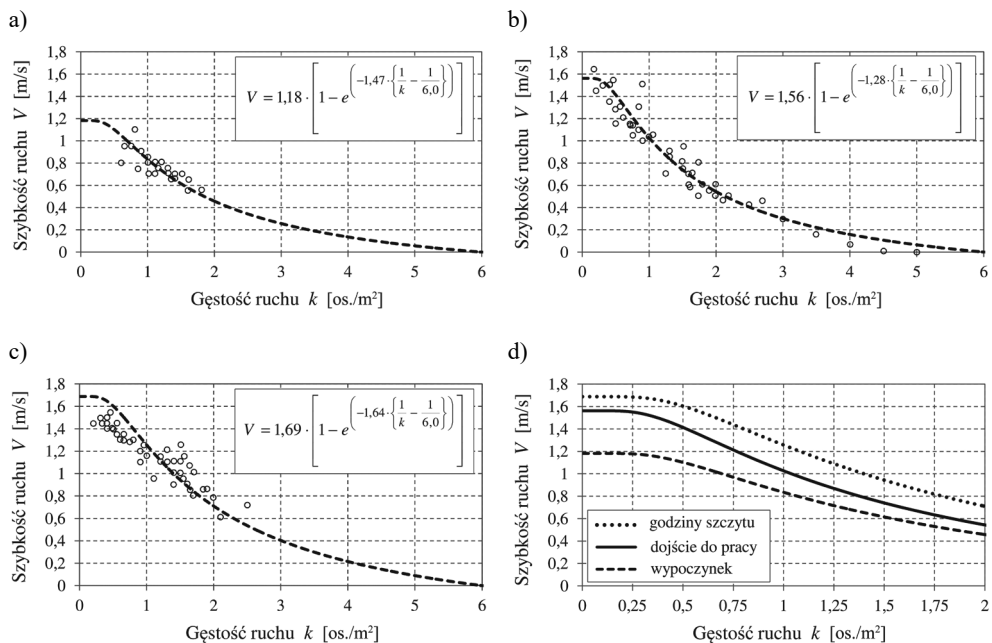 a)
1,8
1,6
1,4
1,2
1
0,8
0,6
0,4
0,2
0
Szybkość ruchu V [m/s]
V = 1,18 · [1 − e^(−1,47 · {1/k − 1/6,0})]
0 1 2 3 4 5 6
Gęstość ruchu k [os./m²]
b)
1,8
1,6
1,4
1,2
1
0,8
0,6
0,4
0,2
0
Szybkość ruchu V [m/s]
V = 1,56 · [1 − e^(−1,28 · {1/k − 1/6,0})]
0 1 2 3 4 5 6
Gęstość ruchu k [os./m²]
c)
1,8
1,6
1,4
1,2
1
0,8
0,6
0,4
0,2
0
Szybkość ruchu V [m/s]
V = 1,69 · [1 − e^(−1,64 · {1/k − 1/6,0})]
0 1 2 3 4 5 6
Gęstość ruchu k [os./m²]
d)
1,8
1,6
1,4
1,2
1
0,8
0,6
0,4
0,2
0
Szybkość ruchu V [m/s]
godziny szczytu
dojście do pracy
wypoczynek
0 0,25 0,5 0,75 1 1,25 1,5 1,75 2
Gęstość ruchu k [os./m²]